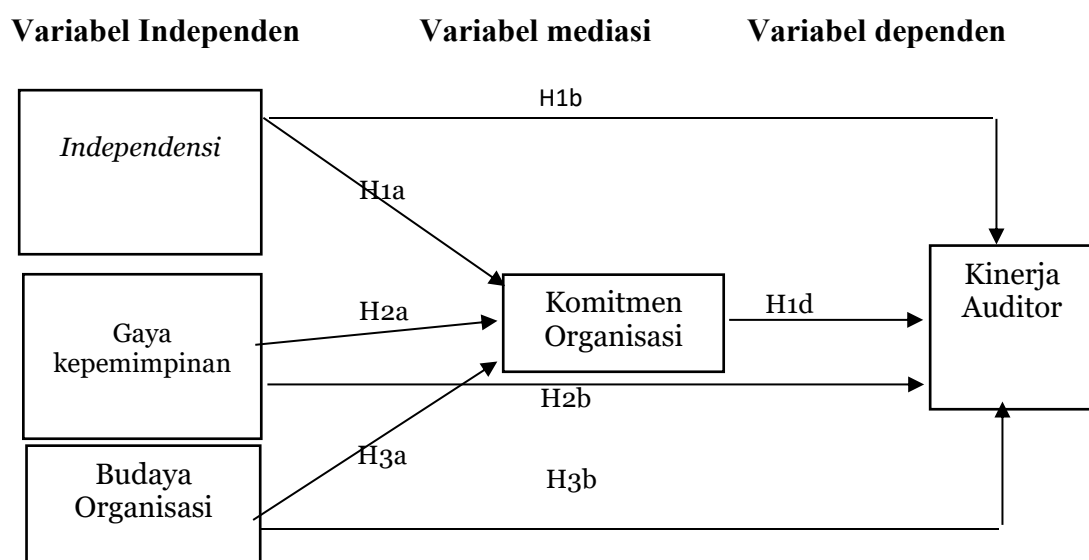 Variabel Independen Variabel mediasi Variabel dependen
H1b
Independensi
H1a
Kinerja
Auditor
Komitmen
Organisasi
H1d
H2a
Gaya
kepemimpinan
H2b
H3a
Budaya
Organisasi
H3b